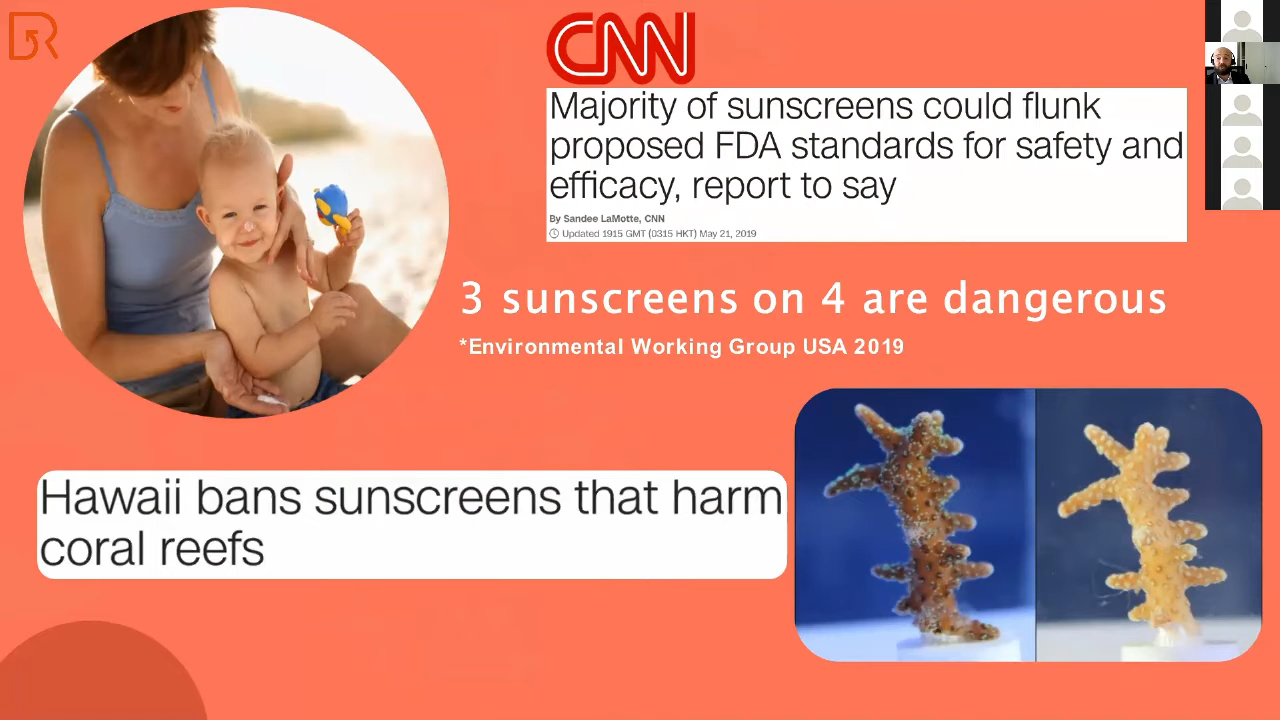 CNN
Majority of sunscreens could flunk
proposed FDA standards for safety and
efficacy, report to say
By Sandee LaMotte, CNN
Updated 1915 GMT (0315 HKT) May 21, 2019
3 sunscreens on 4 are dangerous
*Environmental Working Group USA 2019
Hawaii bans sunscreens that harm
coral reefs